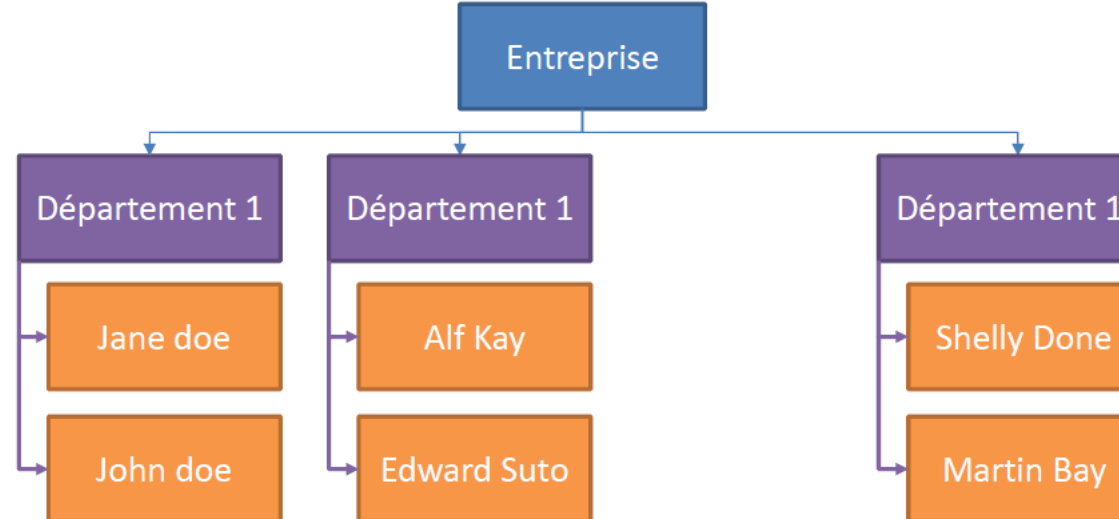 Entreprise
Département 1
Département 1
Département 1
Jane doe
Alf Kay
Shelly Done
John doe
Edward Suto
Martin Bay